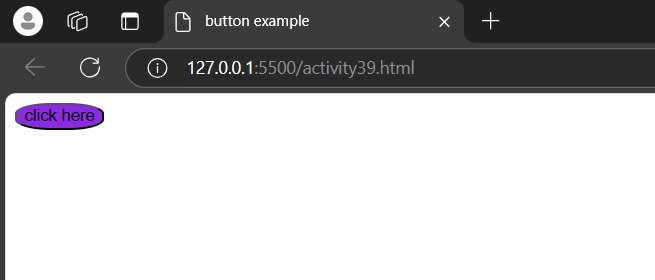 button example
127.0.0.1:5500/activity39.html
click here